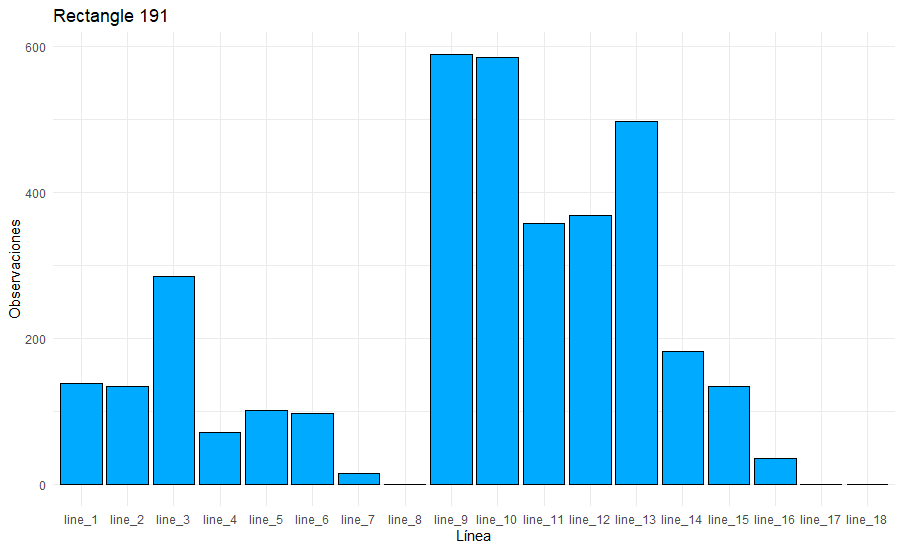 Rectangle 191
Observaciones
600
400
200
0
line_1 line_2 line_3 line_4 line_5 line_6 line_7 line_8 line_9 line_10 line_11 line_12 line_13 line_14 line_15 line_16 line_17 line_18
Línea